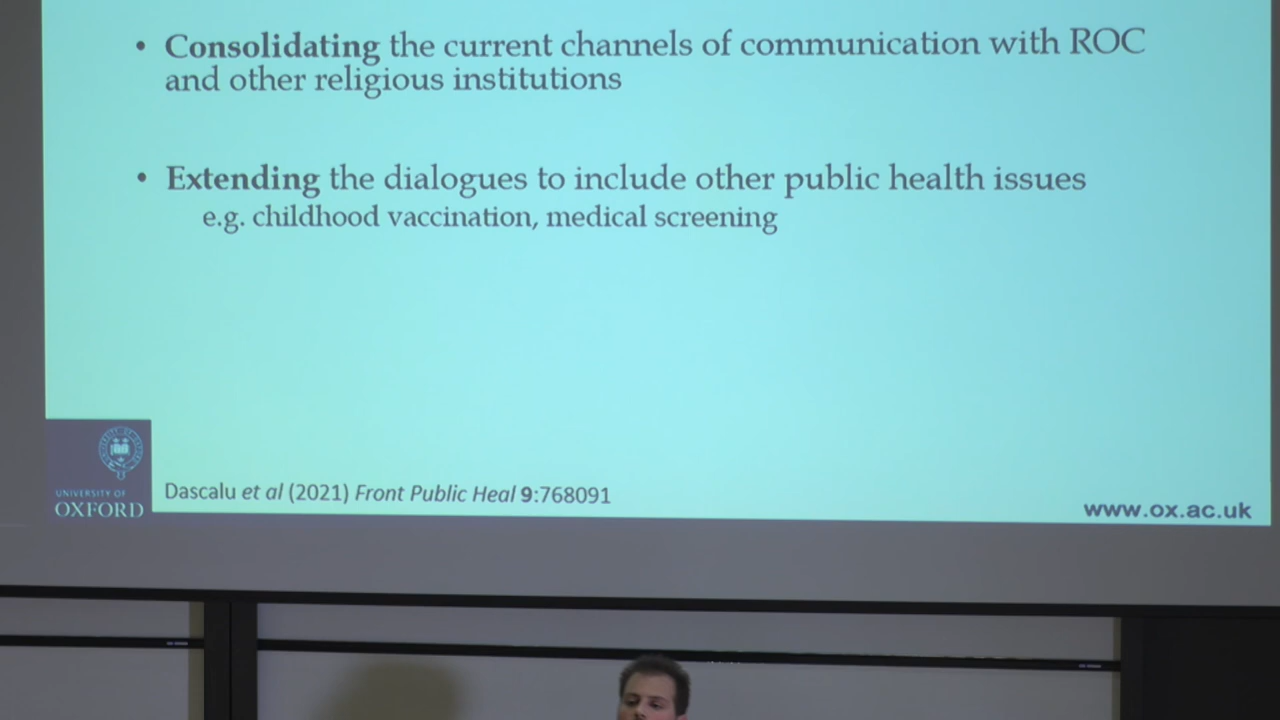 • Consolidating the current channels of communication with ROC
and other religious institutions
• Extending the dialogues to include other public health issues
e.g. childhood vaccination, medical screening
UNIVERSITY OF
OXFORD
Dascalu et al (2021) Front Public Heal 9:768091
www.ox.ac.uk